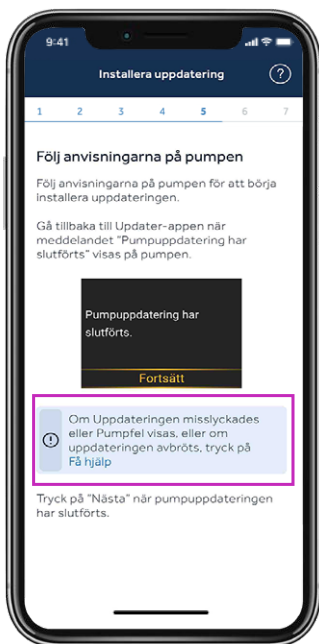 9:41
Installera uppdatering
?
1 2 3 4 5 6 7
Följ anvisningarna på pumpen
Följ anvisningarna på pumpen för att börja
installera uppdateringen.
Gå tillbaka till Updater-appen när
meddelandet "Pumpuppdatering har
slutförts" visas på pumpen.
Pumpuppdatering har
slutförts.
Fortsätt
Om Uppdateringen misslyckades
eller Pumpfel visas, eller om
uppdateringen avbröts, tryck på
Få hjälp
Tryck på "Nästa" när pumpuppdateringen
har slutförts.